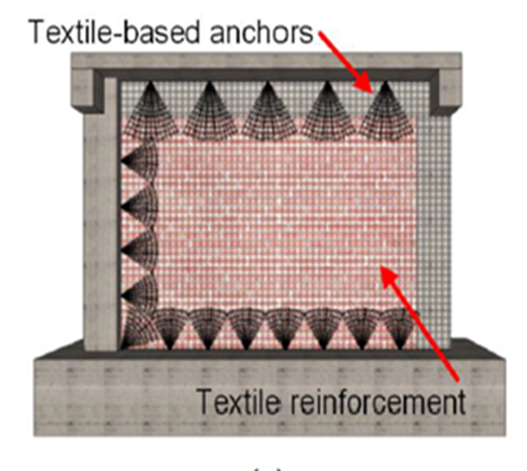 Textile-based anchors
Textile reinforcement